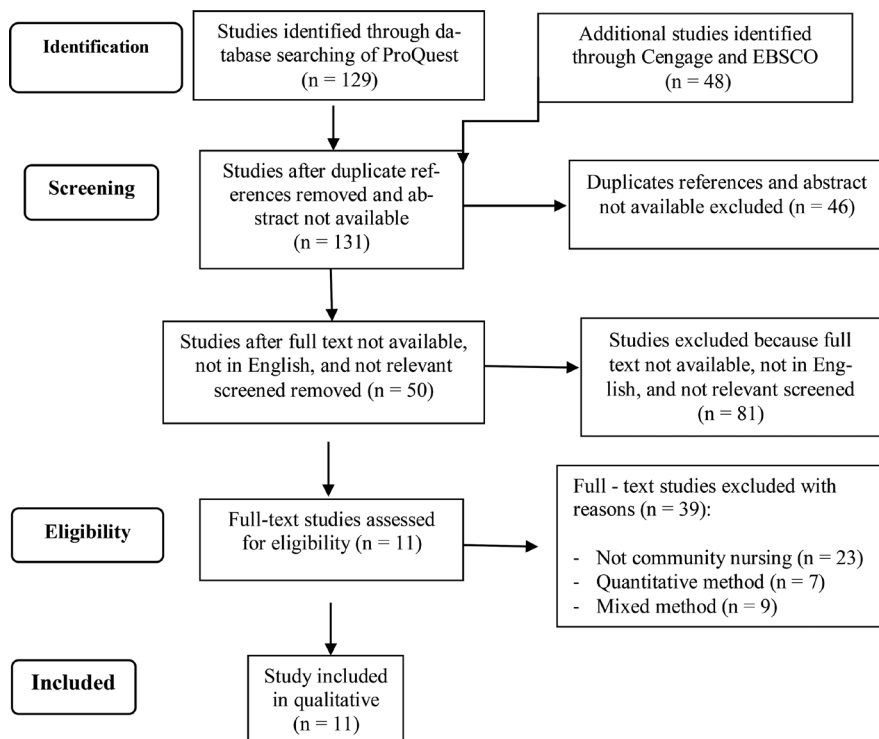 Identification
Studies identified through da-
tabase searching of ProQuest
(n = 129)
Additional studies identified
through Cengage and EBSCO
(n = 48)
Screening
Studies after duplicate ref-
erences removed and ab-
stract not available
(n = 131)
Duplicates references and abstract
not available excluded (n = 46)
Studies after full text not available,
not in English, and not relevant
screened removed (n = 50)
Studies excluded because full
text not available, not in Eng-
lish, and not relevant screened
(n = 81)
Eligibility
Full-text studies assessed
for eligibility (n = 11)
Full - text studies excluded with
reasons (n = 39):
- Not community nursing (n = 23)
- Quantitative method (n = 7)
- Mixed method (n = 9)
Included
Study included
in qualitative
(n = 11)